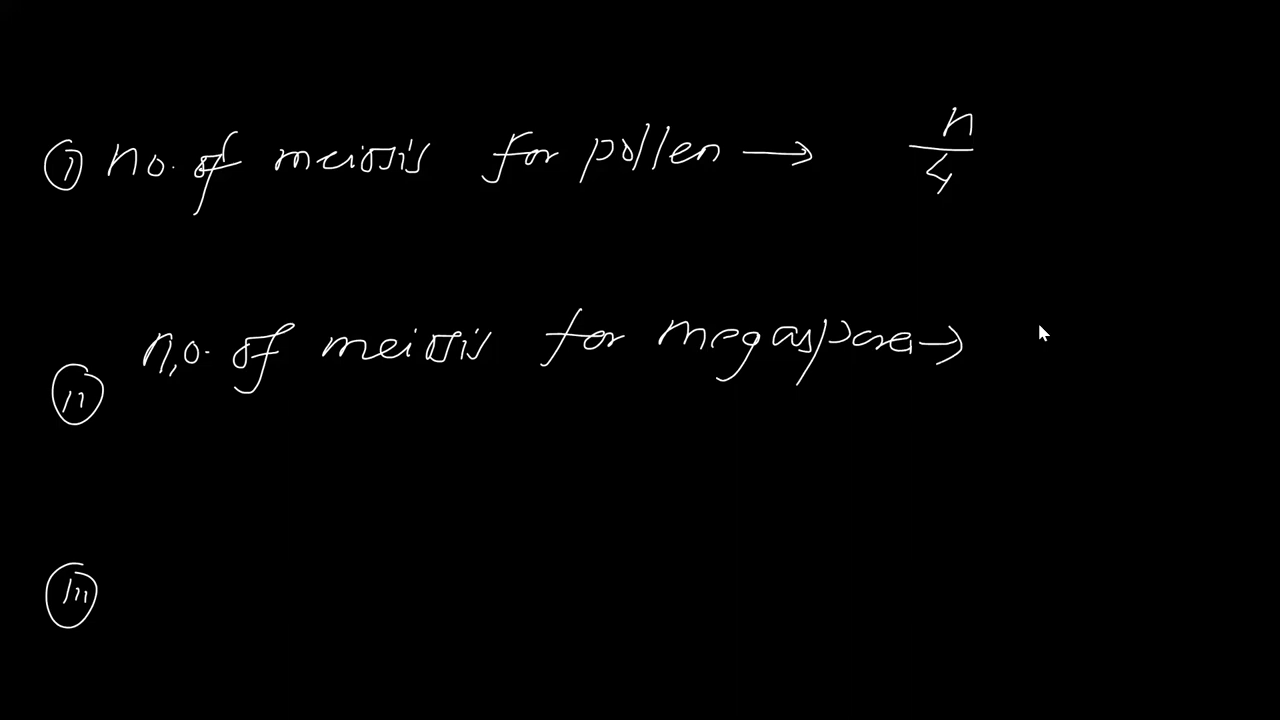 (i) no. of meiosis for pollen → n/4
(ii) no. of meiosis for megaspore →
(iii)